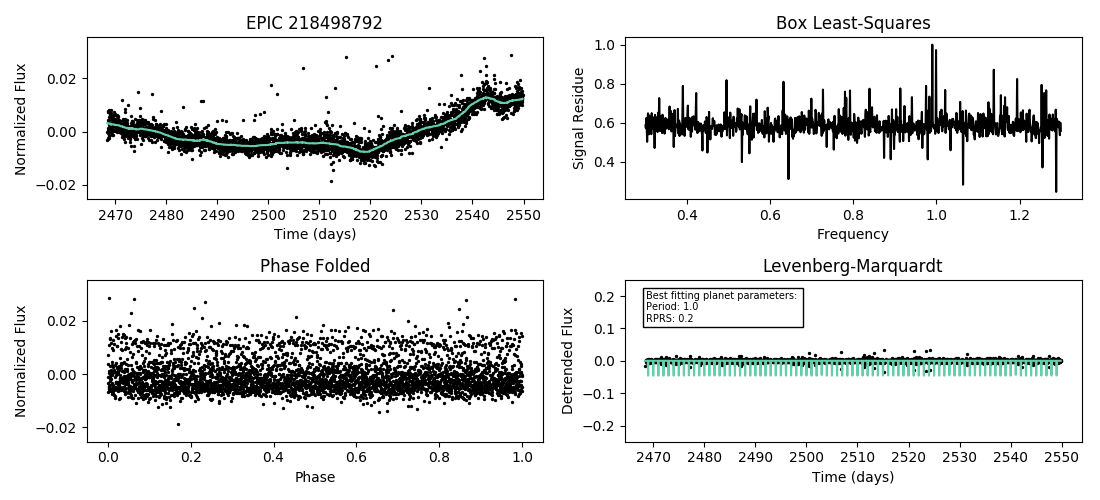 EPIC 218498792
Normalized Flux
0.02
0.00
−0.02
2470 2480 2490 2500 2510 2520 2530 2540 2550
Time (days)
Box Least-Squares
Signal Residue
1.0
0.8
0.6
0.4
0.4 0.6 0.8 1.0 1.2
Frequency
Phase Folded
Normalized Flux
0.02
0.00
−0.02
0.0 0.2 0.4 0.6 0.8 1.0
Phase
Levenberg-Marquardt
Detrended Flux
0.2
0.1
0.0
−0.1
−0.2
Best fitting planet parameters:
Period: 1.0
RPRS: 0.2
2470 2480 2490 2500 2510 2520 2530 2540 2550
Time (days)